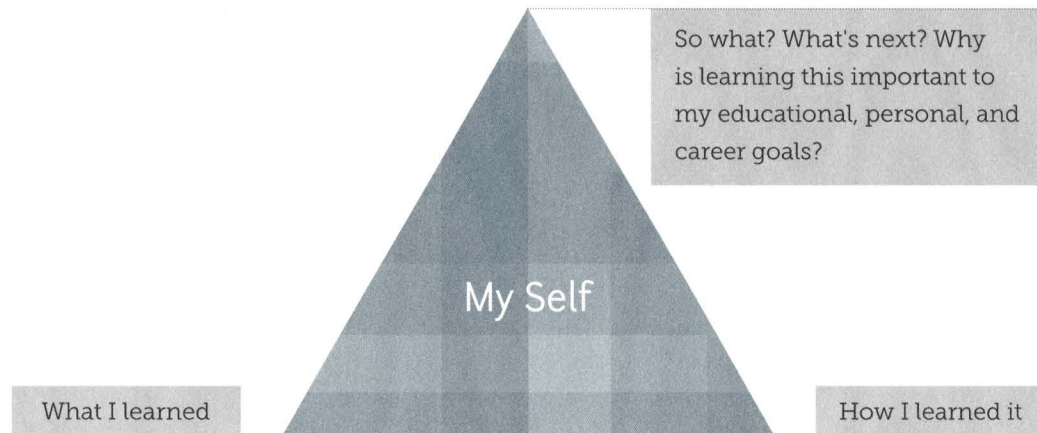 So what? What's next? Why
is learning this important to
my educational, personal, and
career goals?
My Self
What I learned
How I learned it